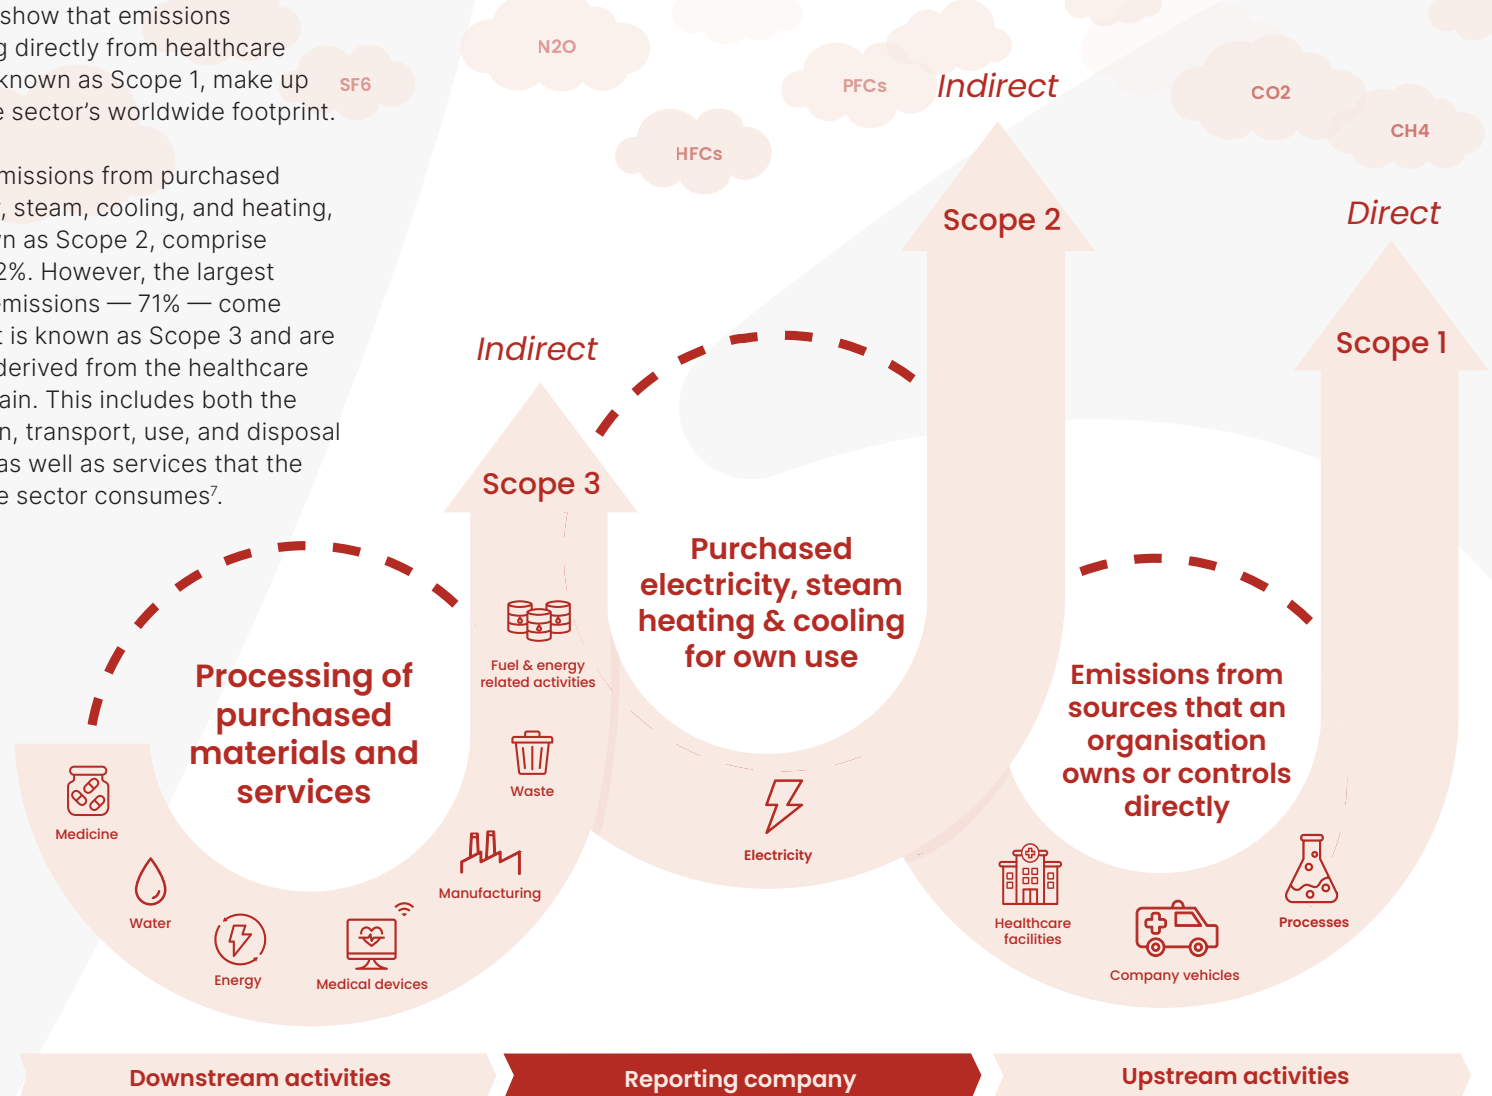 show that emissions
directly from healthcare
known as Scope 1, make up
sector's worldwide footprint.
emissions from purchased
steam, cooling, and heating,
as Scope 2, comprise
2%. However, the largest
emissions — 71% — come
is known as Scope 3 and are
derived from the healthcare
This includes both the
transport, use, and disposal
as well as services that the
sector consumes⁷.
SF6
N2O
HFCs
PFCs
CO2
CH4
Indirect
Scope 3
Processing of
purchased
materials and
services
Medicine
Water
Energy
Medical devices
Manufacturing
Waste
Fuel & energy
related activities
Indirect
Scope 2
Purchased
electricity, steam
heating & cooling
for own use
Electricity
Direct
Scope 1
Emissions from
sources that an
organisation
owns or controls
directly
Healthcare
facilities
Company vehicles
Processes
Downstream activities
Reporting company
Upstream activities